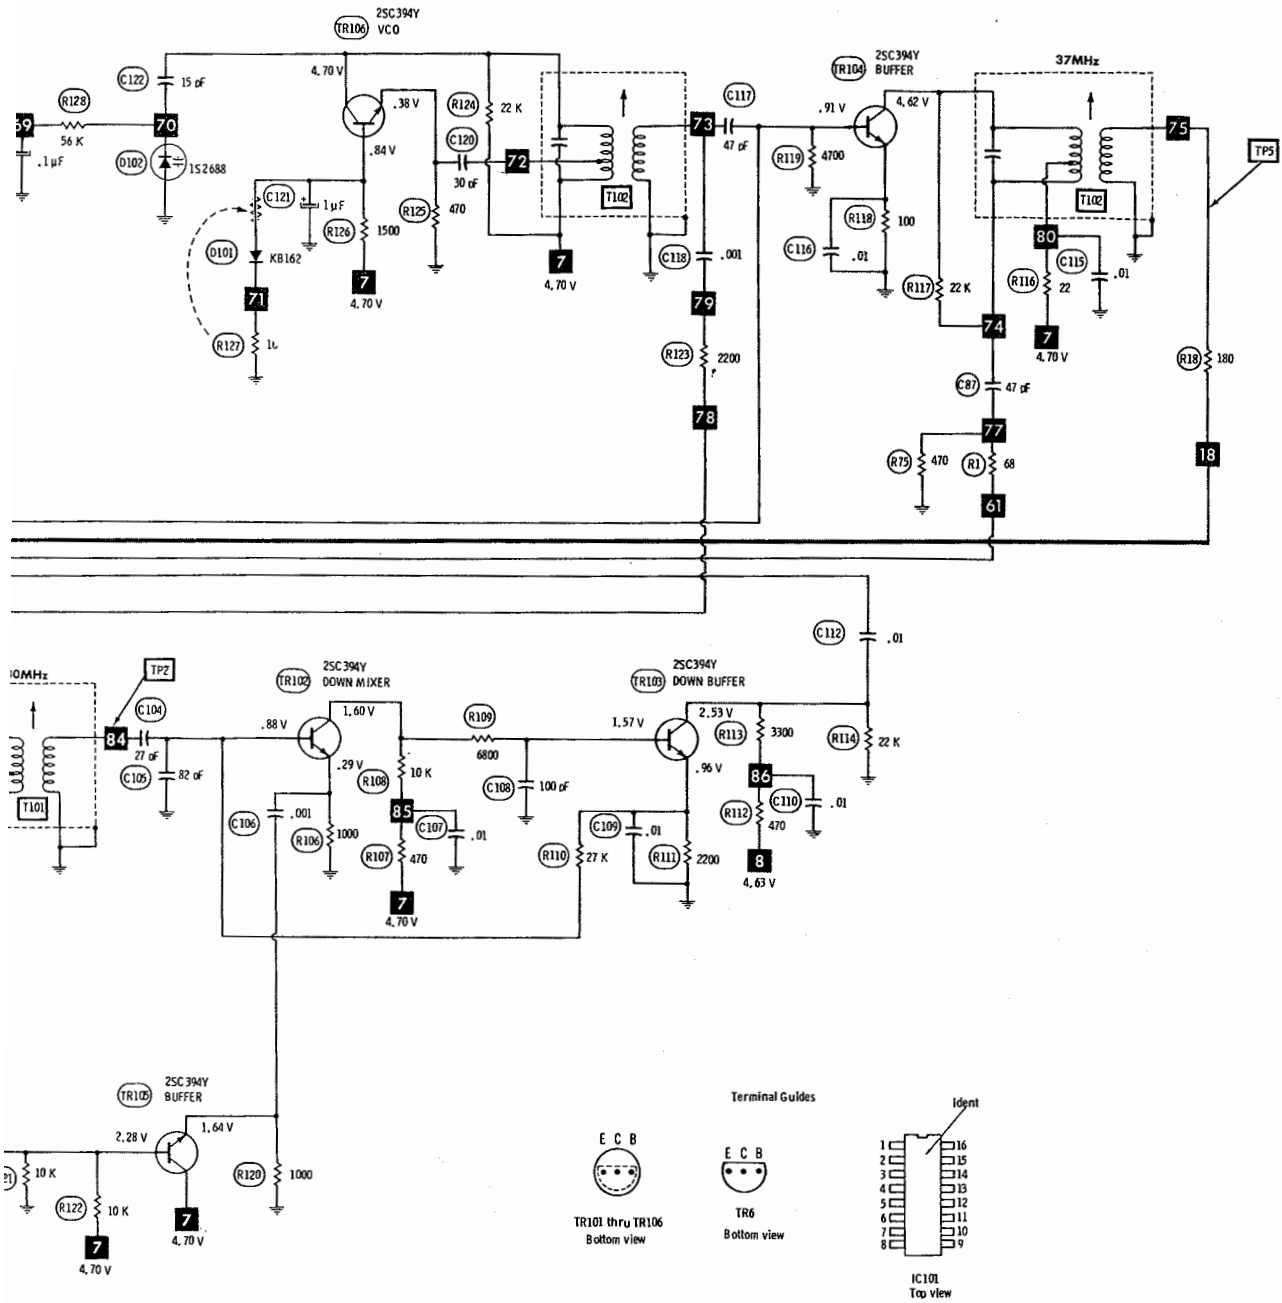 2SC394Y
TR106 VCO
C122 15 pF
4.70 V
R128
56 K
69
70
.1μF
D102
1S2688
.38 V
.84 V
R124 22 K
C120
30 pF
72
R125 470
C121 1μF
R126 1500
7
4.70 V
D101 KB162
71
R127
T102
7
4.70 V
73
C117
47 pF
C118 .001
79
R123 2200
78
2SC394Y
TR104 BUFFER
.91 V
4.62 V
R119 4700
R118 100
C116 .01
R117 22 K
37MHz
T102
80
C115 .01
R116 22
7
4.70 V
74
C87 47 pF
77
R75 470
R1 68
61
75
TP5
R18 180
18
C112 .01
TP2
C104
84
27 pF
C105 82 pF
T101
2SC394Y
TR102 DOWN MIXER
1.60 V
.88 V
.29 V
R109
6800
R108 10 K
C108 100 pF
85
C107 .01
R107 470
7
4.70 V
C106 .001
R106 1000
2SC394Y
TR103 DOWN BUFFER
1.57 V
2.53 V
.96 V
R113 3300
R114 22 K
86
C110 .01
R112 470
8
4.63 V
C109 .01
R110 27 K
R111 2200
2SC394Y
TR105 BUFFER
2.28 V
1.64 V
10 K
R122 10 K
7
4.70 V
7
4.70 V
R120 1000
Terminal Guides
E C B
TR101 thru TR106
Bottom view
E C B
TR6
Bottom view
Ident
1 16
2 15
3 14
4 13
5 12
6 11
7 10
8 9
IC101
Top view